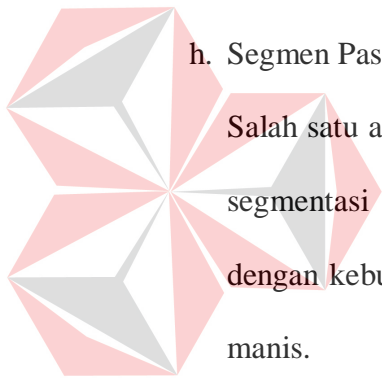 h. Segmen Pas
Salah satu a
segmentasi
dengan kebu
manis.